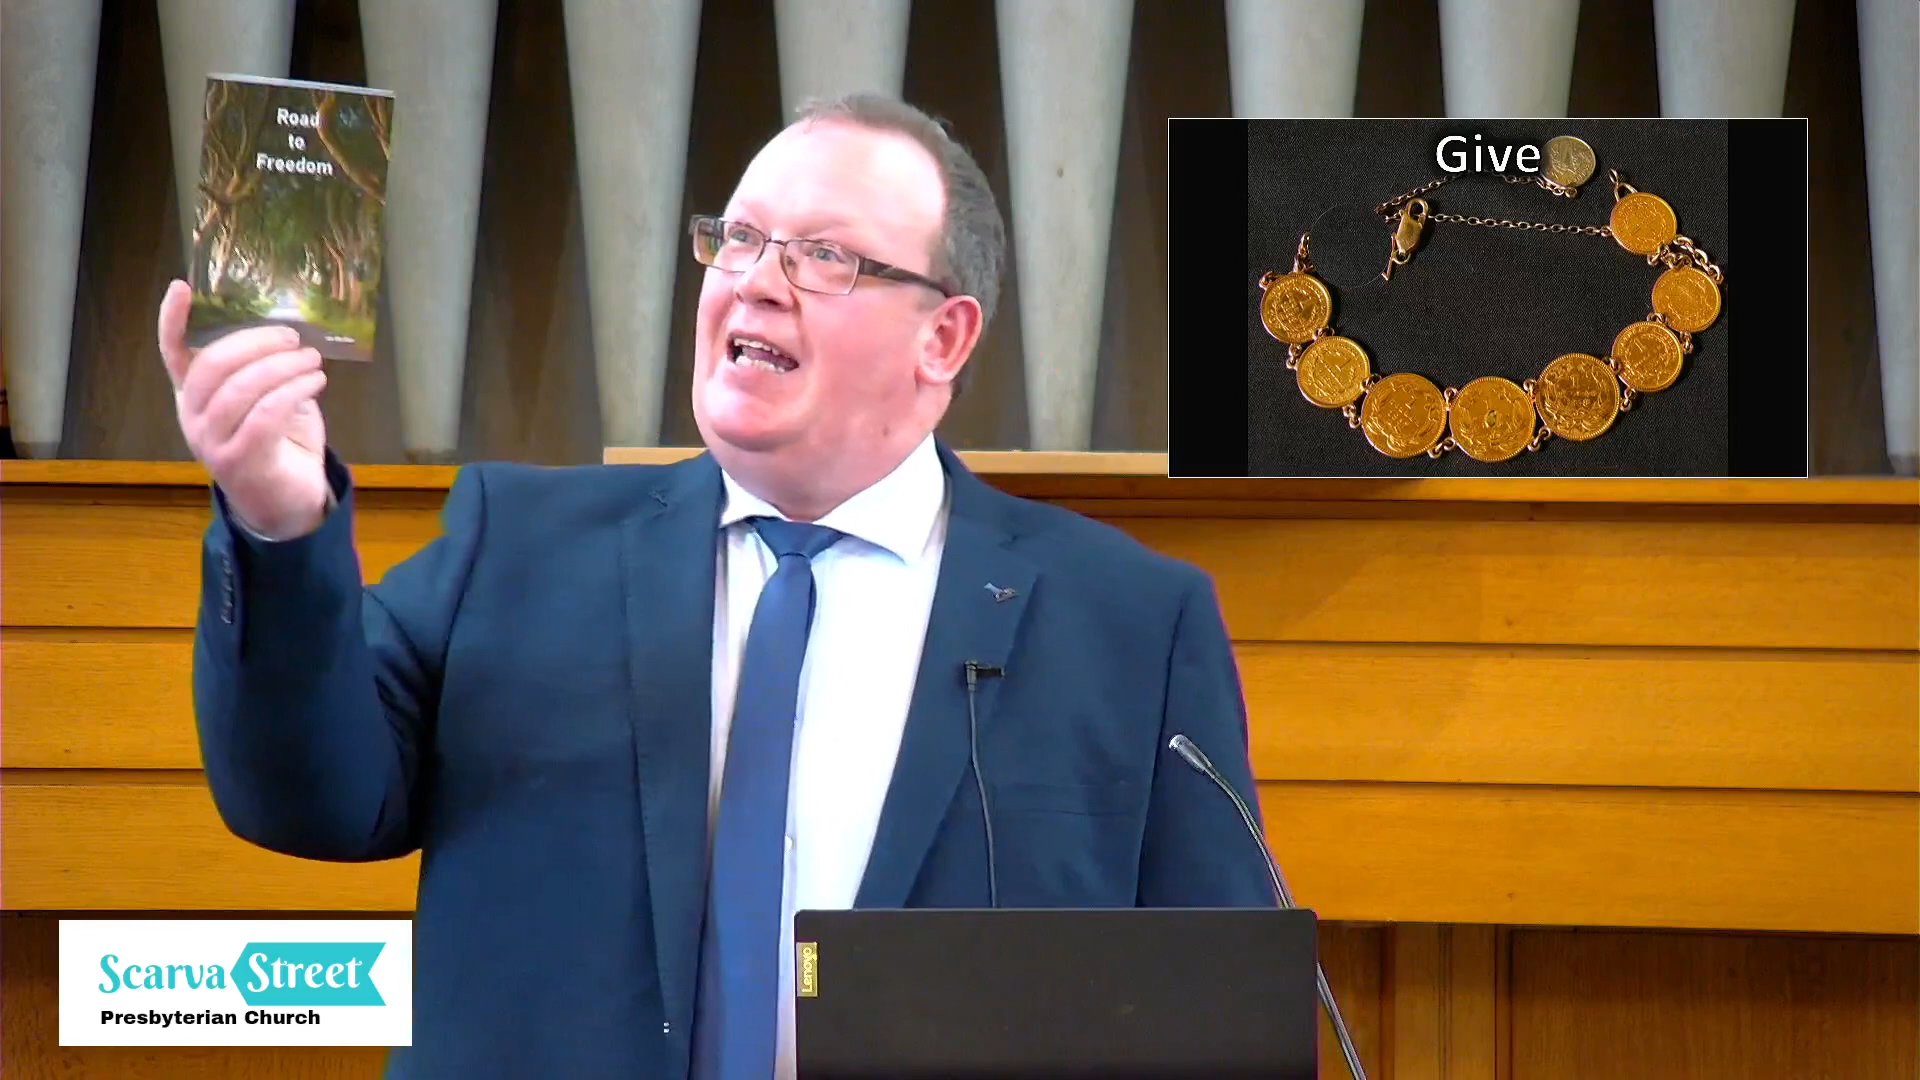 Road
to
Freedom
Give
Lenovo
Scarva Street
Presbyterian Church